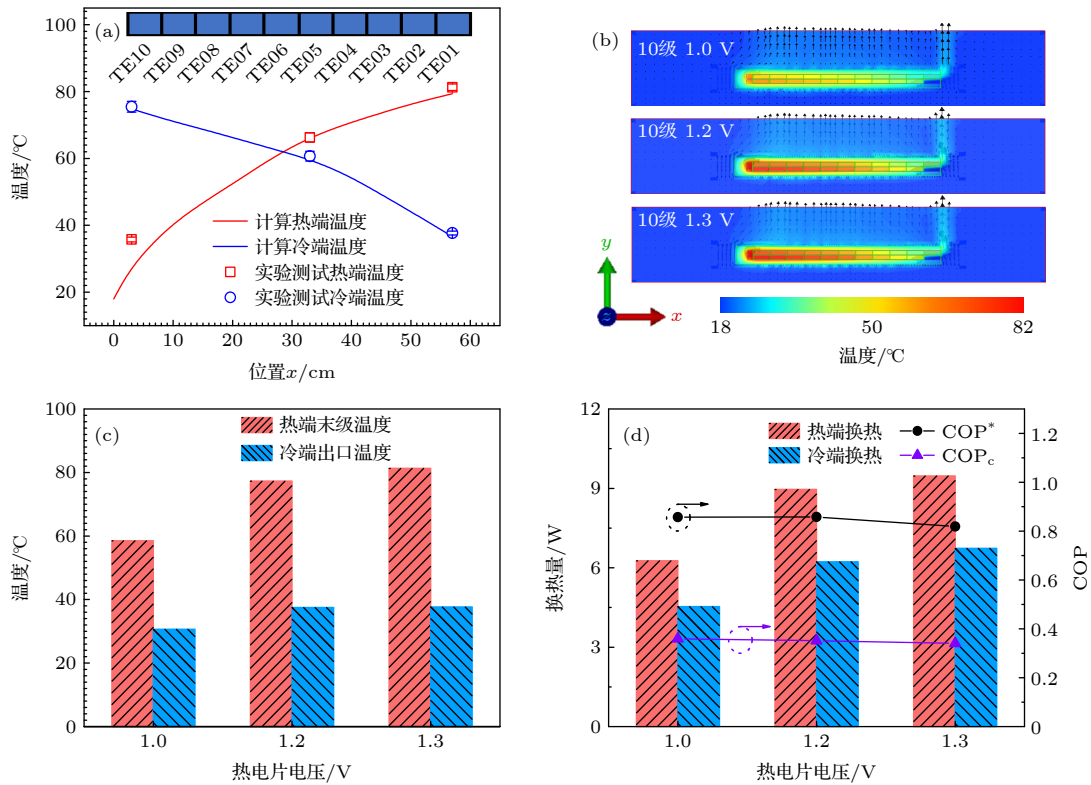 (a)
TE10 TE09 TE08 TE07 TE06 TE05 TE04 TE03 TE02 TE01
100
80
60
40
20
温度/℃
计算热端温度
计算冷端温度
实验测试热端温度
实验测试冷端温度
0 10 20 30 40 50 60
位置x/cm
(b)
10级 1.0 V
10级 1.2 V
10级 1.3 V
y
z
x
18 50 82
温度/℃
(c)
100
80
60
40
20
0
温度/℃
热端末级温度
冷端出口温度
1.0 1.2 1.3
热电片电压/V
(d)
12
9
6
3
0
换热量/W
热端换热
冷端换热
COP*
COPc
1.2
1.0
0.8
0.6
0.4
0.2
0
COP
1.0 1.2 1.3
热电片电压/V